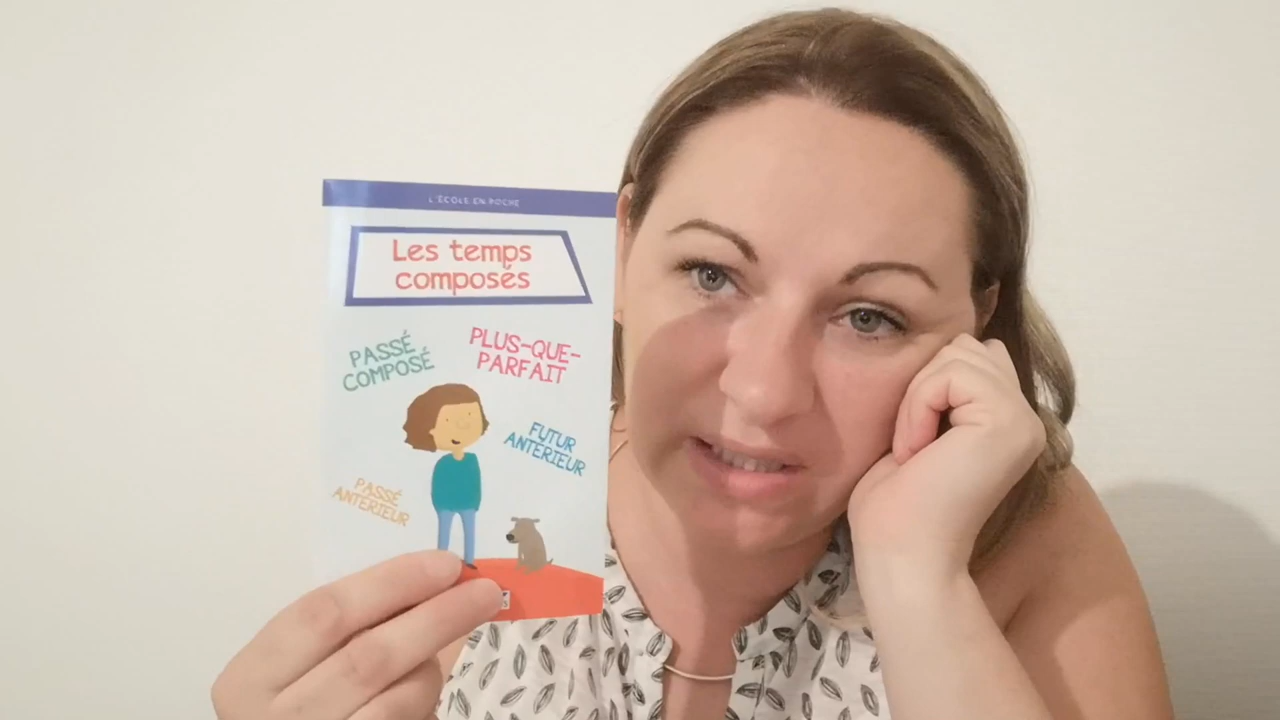 L'ÉCOLE EN POCHE
Les temps
composés
PASSÉ
COMPOSÉ
PLUS-QUE-
PARFAIT
FUTUR
ANTÉRIEUR
PASSÉ
ANTÉRIEUR